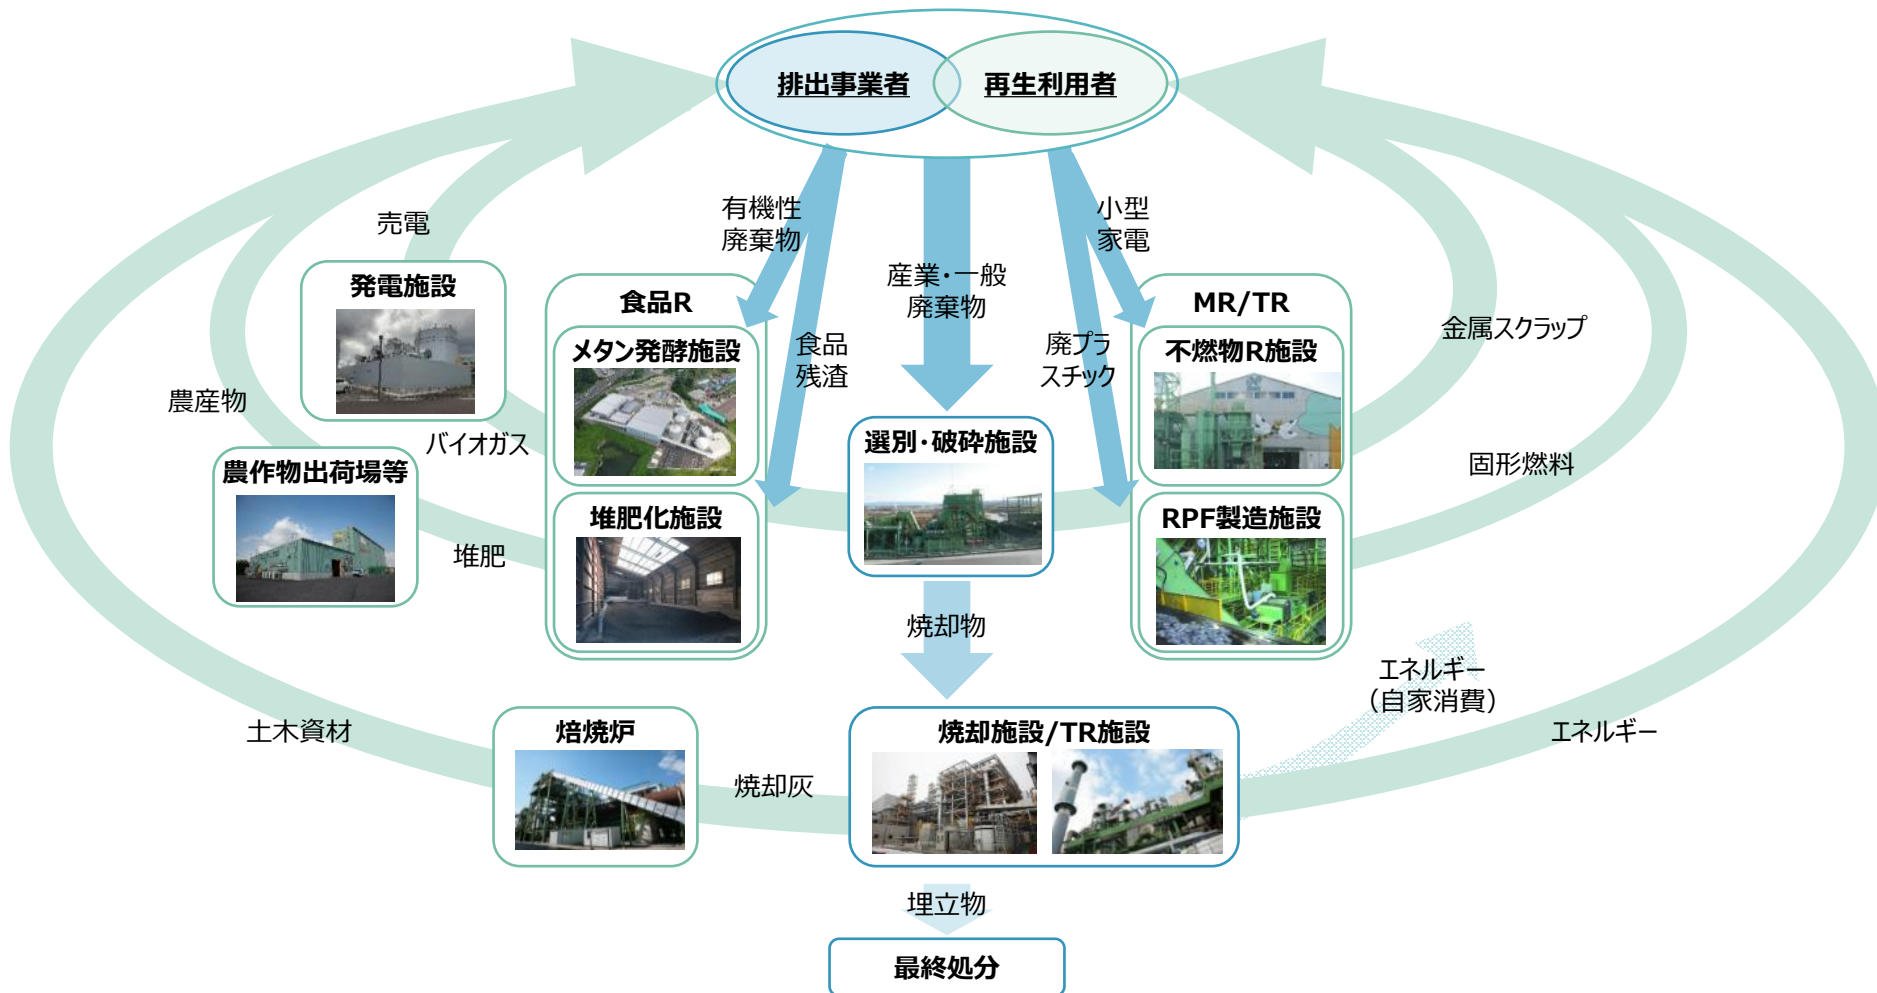 排出事業者
再生利用者
売電
有機性
廃棄物
小型
家電
産業・一般
廃棄物
発電施設
食品R
MR/TR
メタン発酵施設
食品
残渣
廃プラ
スチック
不燃物R施設
金属スクラップ
農産物
バイオガス
選別・破砕施設
農作物出荷場等
固形燃料
堆肥化施設
RPF製造施設
堆肥
焼却物
エネルギー
（自家消費）
土木資材
焙焼炉
焼却施設/TR施設
エネルギー
焼却灰
埋立物
最終処分